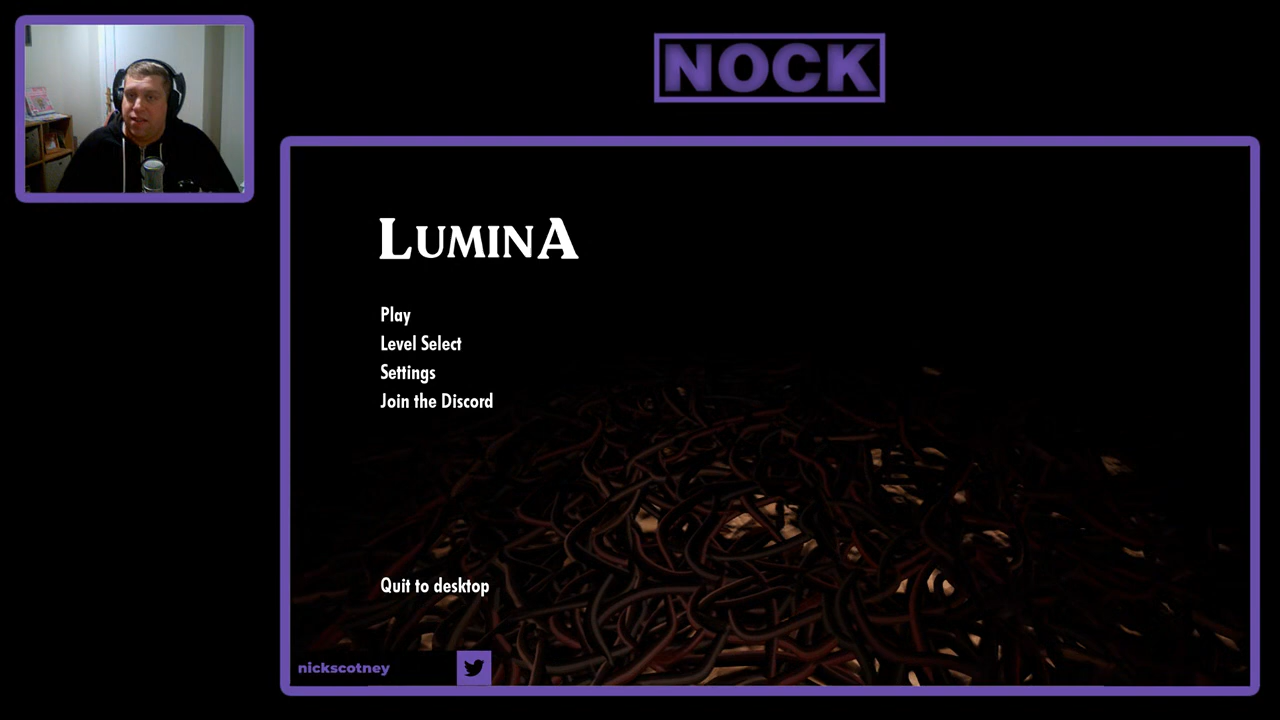 NOCK
LUMINA
Play
Level Select
Settings
Join the Discord
Quit to desktop
nickscotney